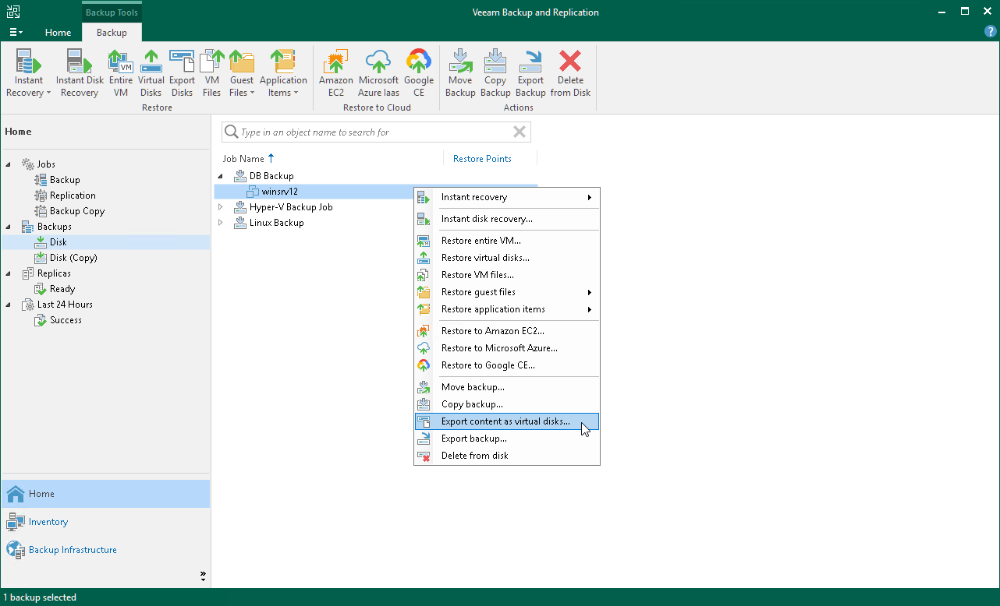 Backup Tools
Veeam Backup and Replication
Home
Backup
?
Instant
Recovery
Instant Disk
Recovery
Entire
VM
Virtual
Disks
Export
Disks
VM
Files
Guest
Files
Application
Items
Restore
Amazon
EC2
Microsoft
Azure Iaas
Google
CE
Restore to Cloud
Move
Backup
Copy
Backup
Export
Backup
Delete
from Disk
Actions
Home
Jobs
Backup
Replication
Backup Copy
Backups
Disk
Disk (Copy)
Replicas
Ready
Last 24 Hours
Success
Home
Inventory
Backup Infrastructure
Type in an object name to search for
Job Name
Restore Points
DB Backup
winsrv12
Hyper-V Backup Job
Linux Backup
Instant recovery
Instant disk recovery...
Restore entire VM...
Restore virtual disks...
Restore VM files...
Restore guest files
Restore application items
Restore to Amazon EC2...
Restore to Microsoft Azure...
Restore to Google CE...
Move backup...
Copy backup...
Export content as virtual disks...
Export backup...
Delete from disk
1 backup selected